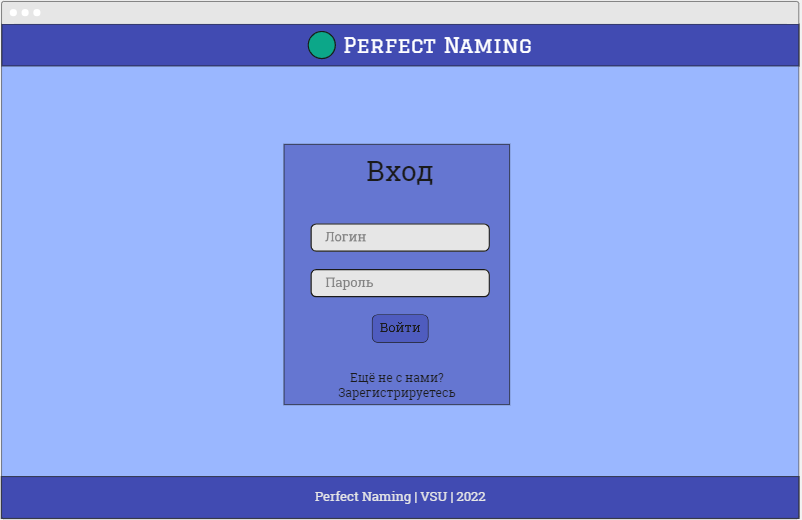 Perfect Naming
Вход
Логин
Пароль
Войти
Ещё не с нами?
Зарегистрируетесь
Perfect Naming | VSU | 2022